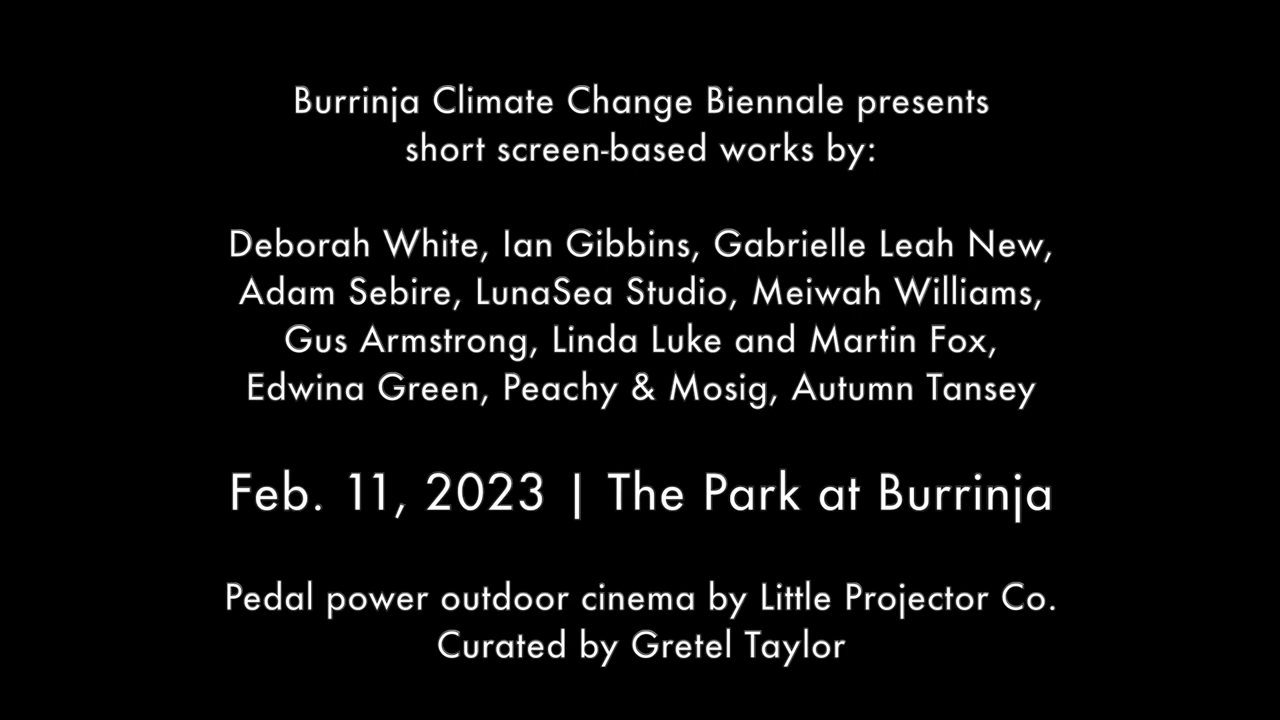 Burrinja Climate Change Biennale presents
short screen-based works by:
Deborah White, Ian Gibbins, Gabrielle Leah New,
Adam Sebire, LunaSea Studio, Meiwah Williams,
Gus Armstrong, Linda Luke and Martin Fox,
Edwina Green, Peachy & Mosig, Autumn Tansey
Feb. 11, 2023 | The Park at Burrinja
Pedal power outdoor cinema by Little Projector Co.
Curated by Gretel Taylor